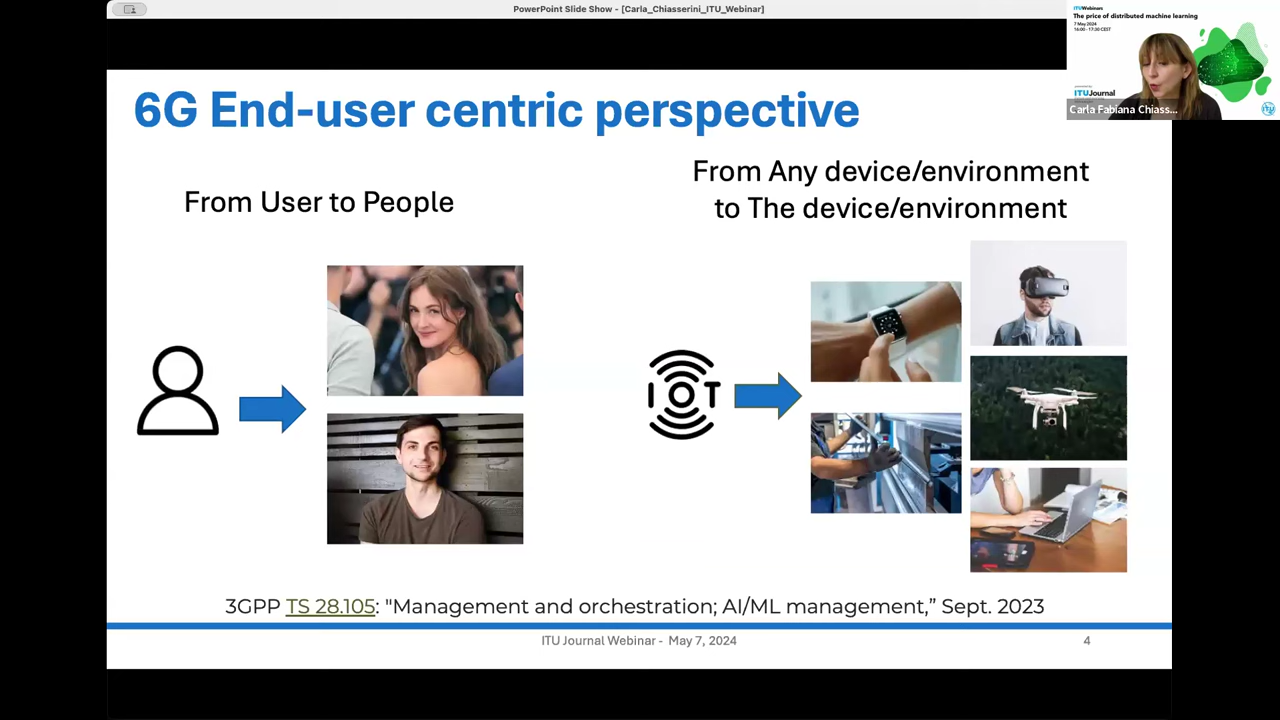 PowerPoint Slide Show - [Carla_Chiasserini_ITU_Webinar]
ITUWebinars
The price of distributed machine learning
7 May 2024
16:00 - 17:30 CEST
ITUJournal
Carla Fabiana Chiass...
6G End-user centric perspective
From User to People
From Any device/environment
to The device/environment
I T
3GPP TS 28.105: "Management and orchestration; AI/ML management,” Sept. 2023
ITU Journal Webinar - May 7, 2024
4